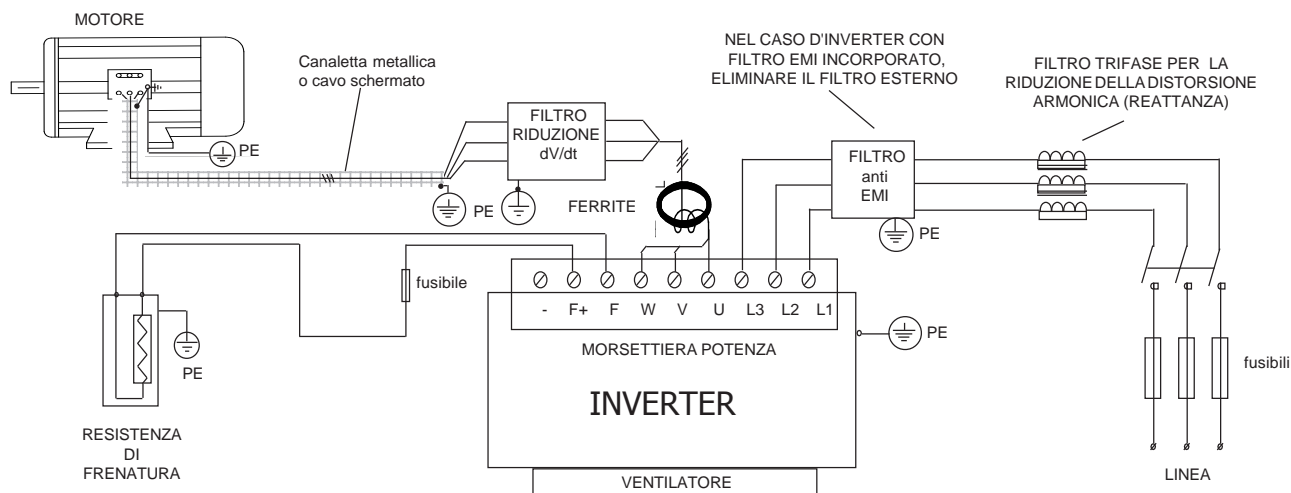 MOTORE
Canaletta metallica
o cavo schermato
PE
FILTRO
RIDUZIONE
dV/dt
PE
FERRITE
NEL CASO D'INVERTER CON
FILTRO EMI INCORPORATO,
ELIMINARE IL FILTRO ESTERNO
FILTRO TRIFASE PER LA
RIDUZIONE DELLA DISTORSIONE
ARMONICA (REATTANZA)
FILTRO
anti
EMI
PE
fusibile
- F+ F W V U L3 L2 L1
MORSETTIERA POTENZA
PE
INVERTER
VENTILATORE
PE
RESISTENZA
DI
FRENATURA
fusibili
LINEA